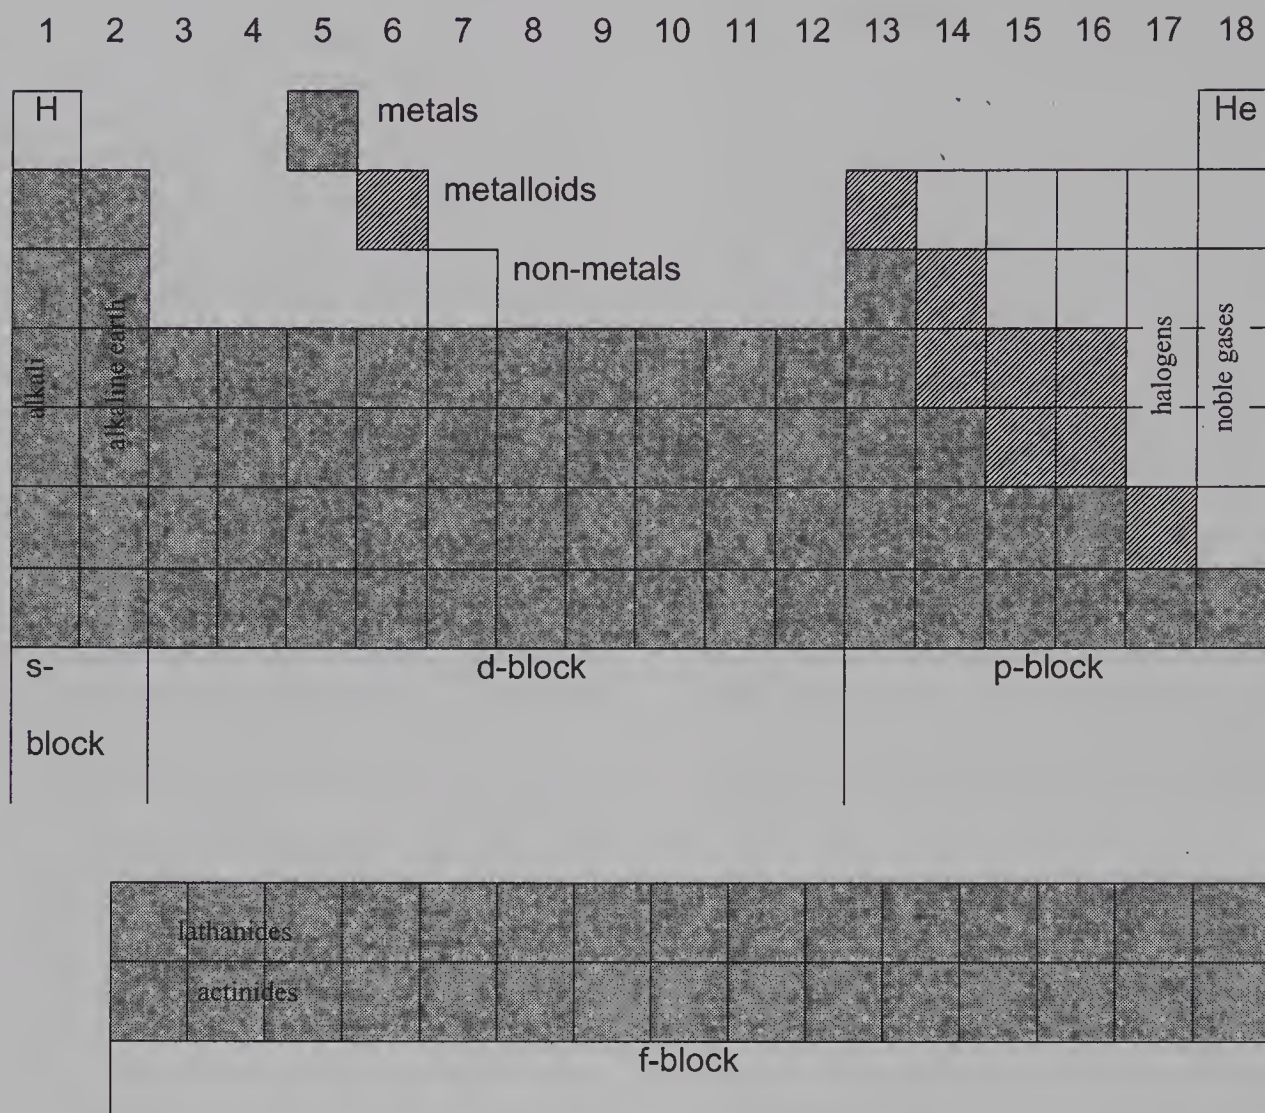 1 2 3 4 5 6 7 8 9 10 11 12 13 14 15 16 17 18
H metals He
metalloids
non-metals
alkali
alkaline earth
halogens
noble gases
s- d-block p-block
block
lathanides
actinides
f-block